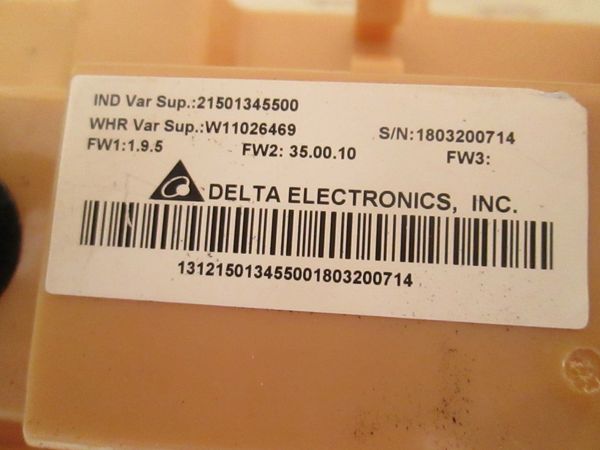 IND Var Sup.:21501345500
WHR Var Sup.:W11026469 S/N:1803200714
FW1:1.9.5 FW2: 35.00.10 FW3:
DELTA ELECTRONICS, INC.
131215013455001803200714